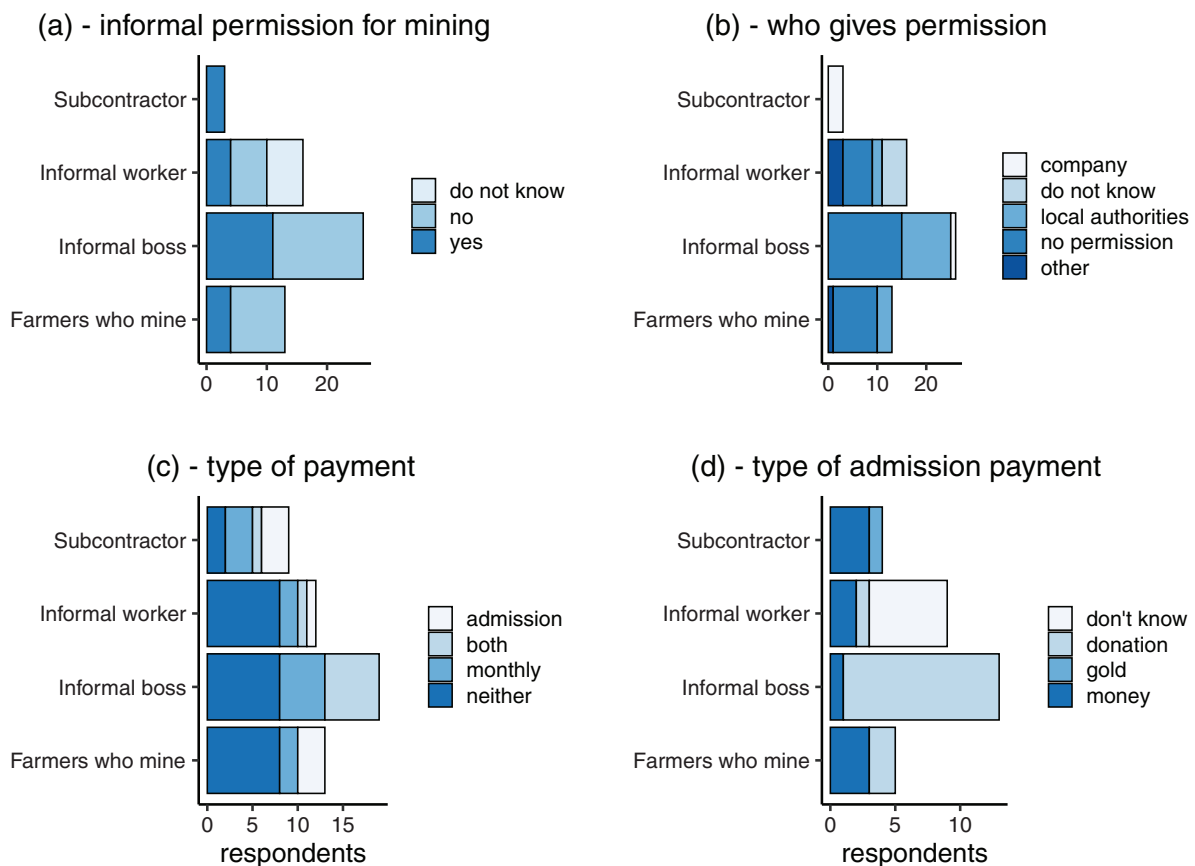 (a) - informal permission for mining
Subcontractor
Informal worker
Informal boss
Farmers who mine
0 10 20
do not know
no
yes
(b) - who gives permission
Subcontractor
Informal worker
Informal boss
Farmers who mine
0 10 20
company
do not know
local authorities
no permission
other
(c) - type of payment
Subcontractor
Informal worker
Informal boss
Farmers who mine
0 5 10 15
respondents
admission
both
monthly
neither
(d) - type of admission payment
Subcontractor
Informal worker
Informal boss
Farmers who mine
0 5 10
respondents
don't know
donation
gold
money